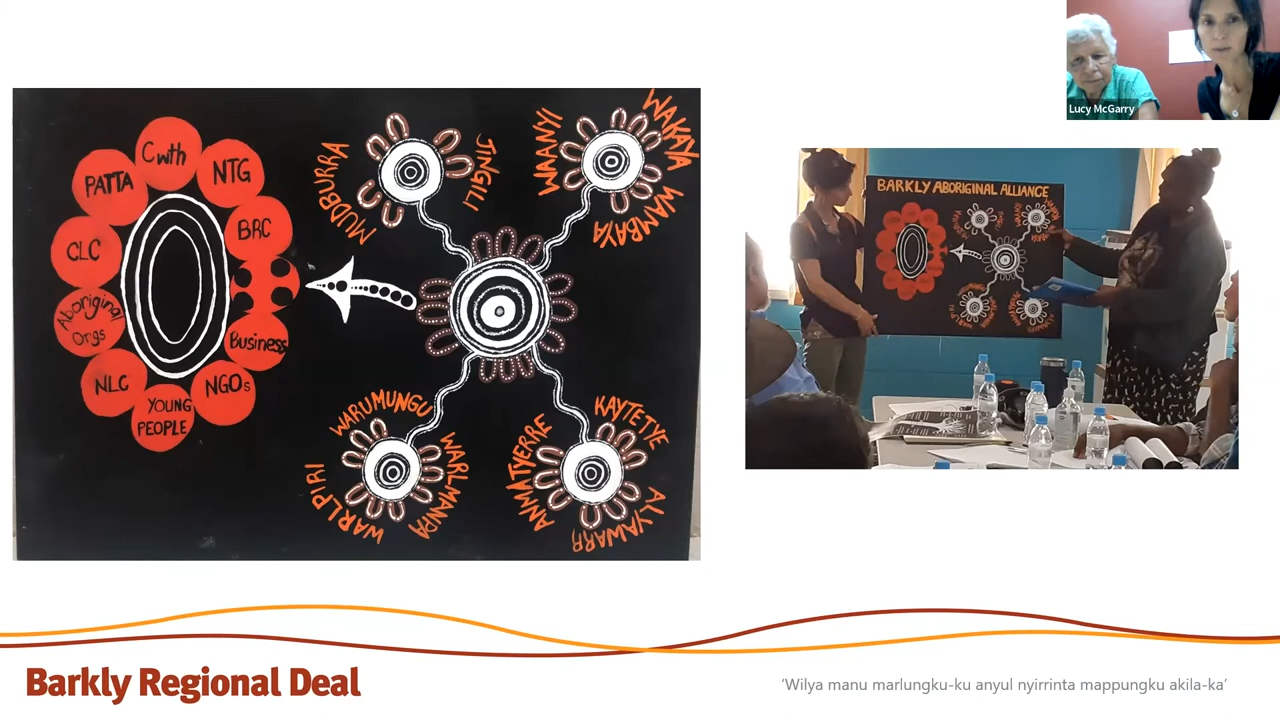 Cwth
NTG
BRC
Business
NGOs
YOUNG
PEOPLE
NLC
Aboriginal
Orgs
CLC
PATTA
MUDBURRA
JINGILI
WAANYI
WAKAYA
WAMBAYA
WARUMUNGU
WARLMANPA
WARLPIRI
ANMATYERRE
KAYTETYE
ALYAWARR
Lucy McGarry
BARKLY ABORIGINAL ALLIANCE
Barkly Regional Deal
‘Wilya manu marlungku-ku anyul nyirrinta mappungku akila-ka’